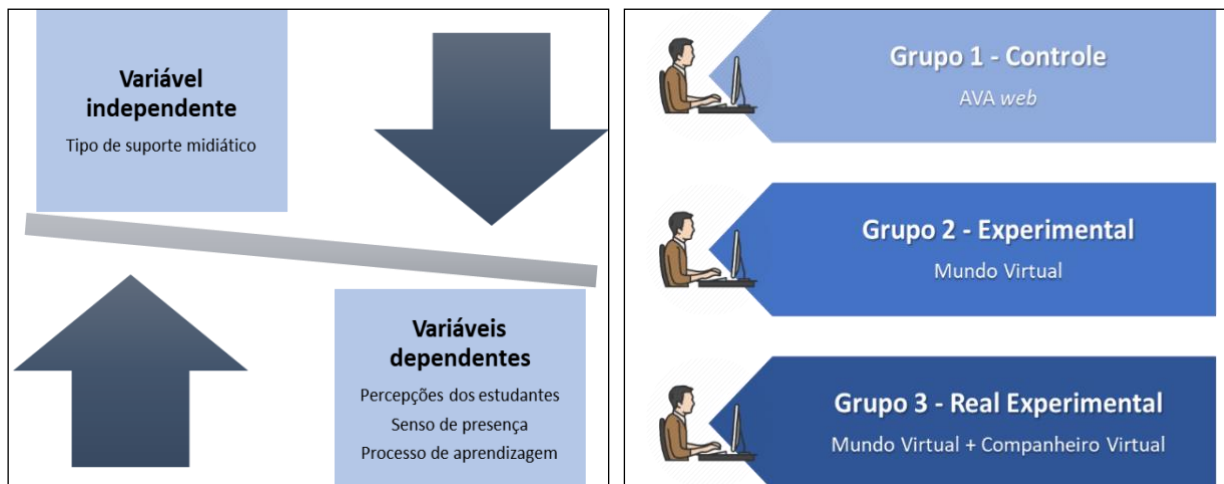 Variável
independente
Tipo de suporte midiático
Variáveis
dependentes
Percepções dos estudantes
Senso de presença
Processo de aprendizagem
Grupo 1 - Controle
AVA web
Grupo 2 - Experimental
Mundo Virtual
Grupo 3 - Real Experimental
Mundo Virtual + Companheiro Virtual